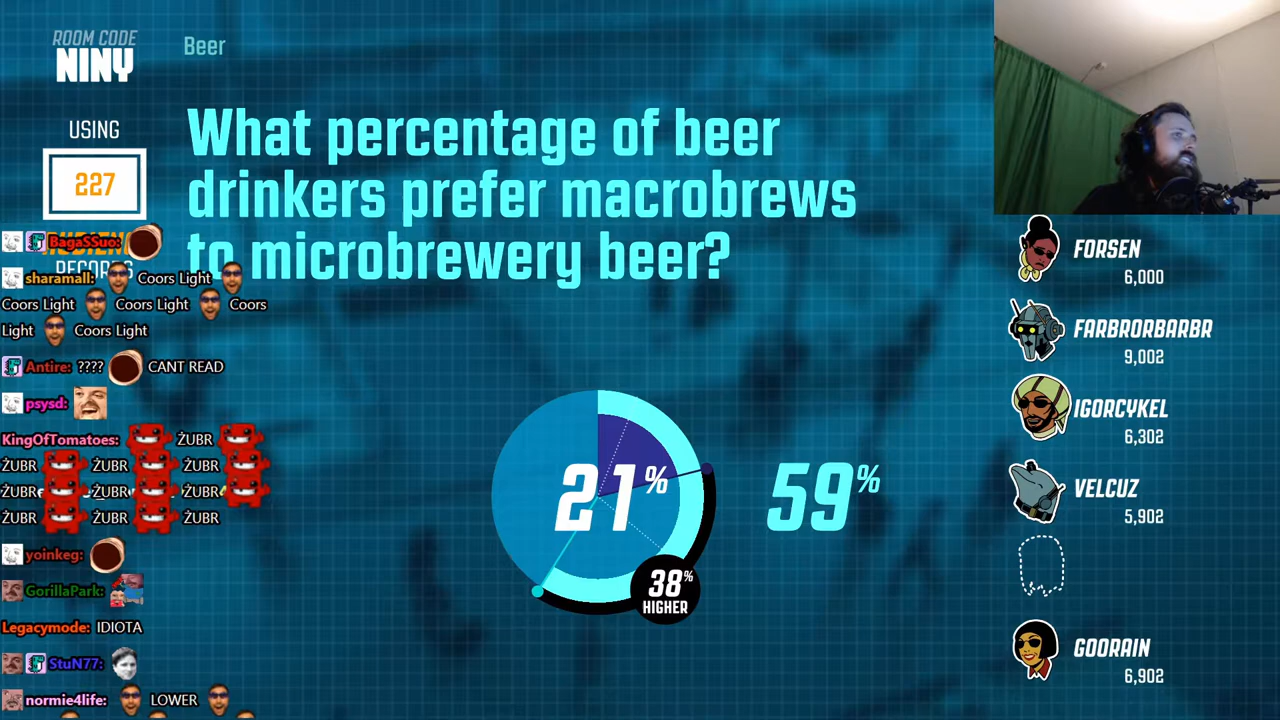 ROOM CODE
NINY
Beer
USING
227
RECORDS
What percentage of beer
drinkers prefer macrobrews
to microbrewery beer?
BagaSSuo:
sharamall: Coors Light
Coors Light Coors Light Coors
Light Coors Light
Antire: ???? CANT READ
psysd:
KingOfTomatoes: ŻUBR
ŻUBR ŻUBR ŻUBR
ŻUBR ŻUBR ŻUBR
ŻUBR ŻUBR ŻUBR
yoinkeg:
GorillaPark:
Legacymode: IDIOTA
StuN77:
normie4life: LOWER
21%
59%
38%
HIGHER
FORSEN
6,000
FARBRORBARBR
9,002
IGORCYKEL
6,302
VELCUZ
5,902
GOORAIN
6,902